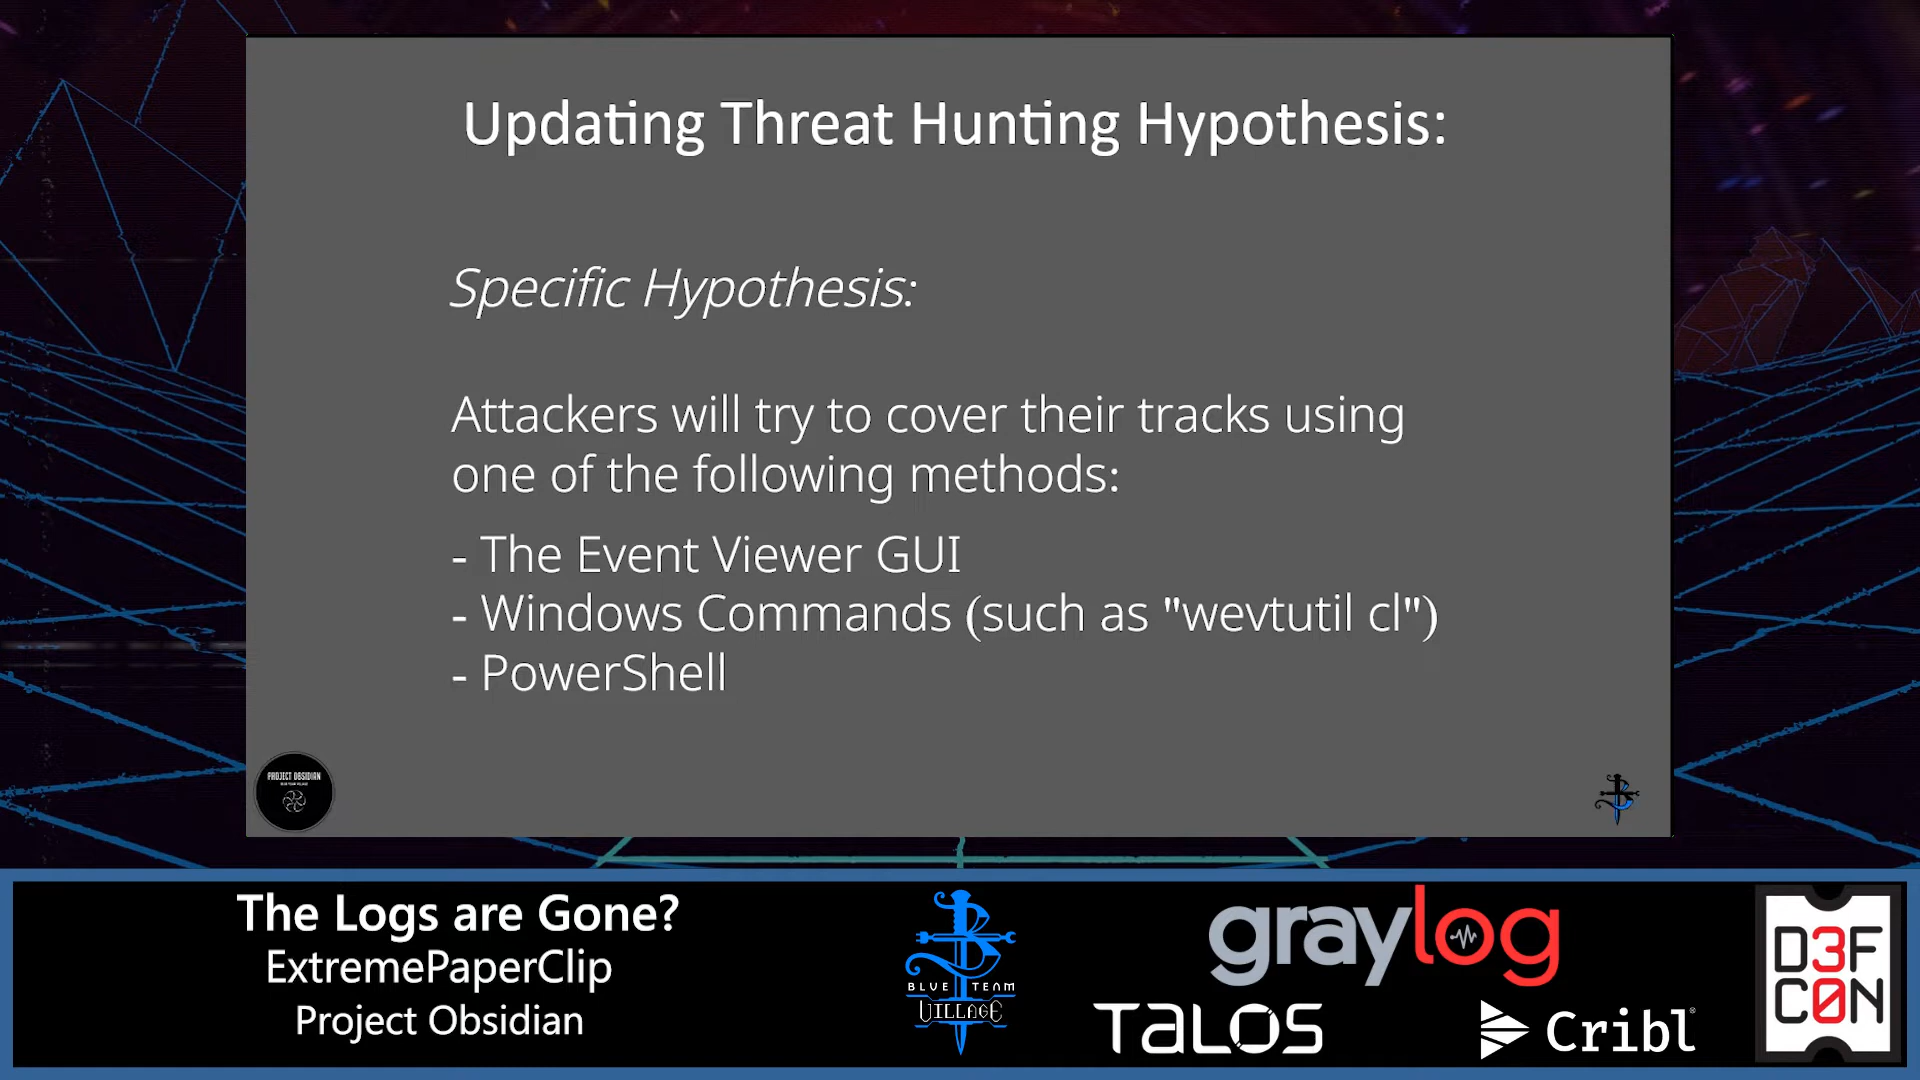 Updating Threat Hunting Hypothesis:
Specific Hypothesis:
Attackers will try to cover their tracks using
one of the following methods:
- The Event Viewer GUI
- Windows Commands (such as "wevtutil cl")
- PowerShell
PROJECT OBSIDIAN
The Logs are Gone?
ExtremePaperClip
Project Obsidian
BLUE TEAM
VILLAGE
graylog
TALOS
Cribl
D3F
C0N